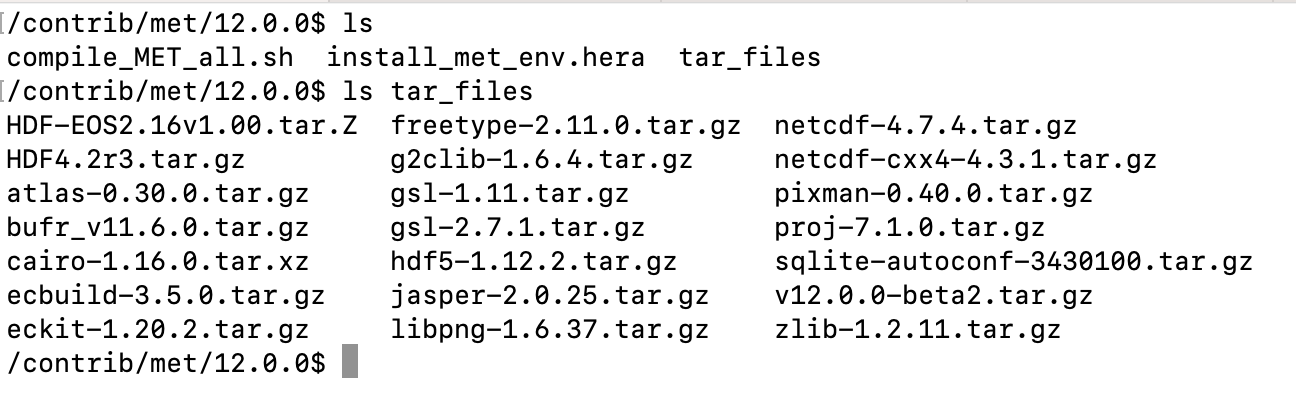 [/contrib/met/12.0.0$ ls
compile_MET_all.sh  install_met_env.hera  tar_files
[/contrib/met/12.0.0$ ls tar_files
HDF-EOS2.16v1.00.tar.Z  freetype-2.11.0.tar.gz  netcdf-4.7.4.tar.gz
HDF4.2r3.tar.gz         g2clib-1.6.4.tar.gz     netcdf-cxx4-4.3.1.tar.gz
atlas-0.30.0.tar.gz     gsl-1.11.tar.gz         pixman-0.40.0.tar.gz
bufr_v11.6.0.tar.gz     gsl-2.7.1.tar.gz        proj-7.1.0.tar.gz
cairo-1.16.0.tar.xz     hdf5-1.12.2.tar.gz      sqlite-autoconf-3430100.tar.gz
ecbuild-3.5.0.tar.gz    jasper-2.0.25.tar.gz    v12.0.0-beta2.tar.gz
eckit-1.20.2.tar.gz     libpng-1.6.37.tar.gz    zlib-1.2.11.tar.gz
/contrib/met/12.0.0$